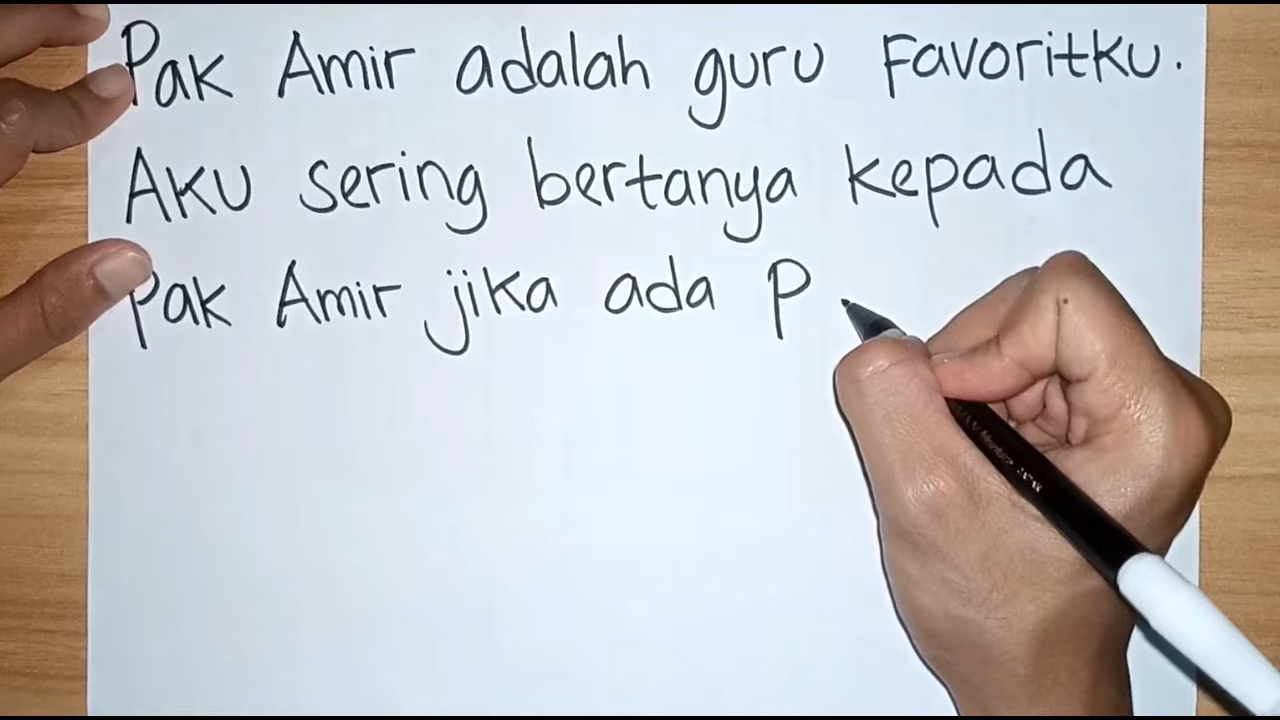 Pak Amir adalah guru Favoritku.
Aku sering bertanya kepada
Pak Amir jika ada P